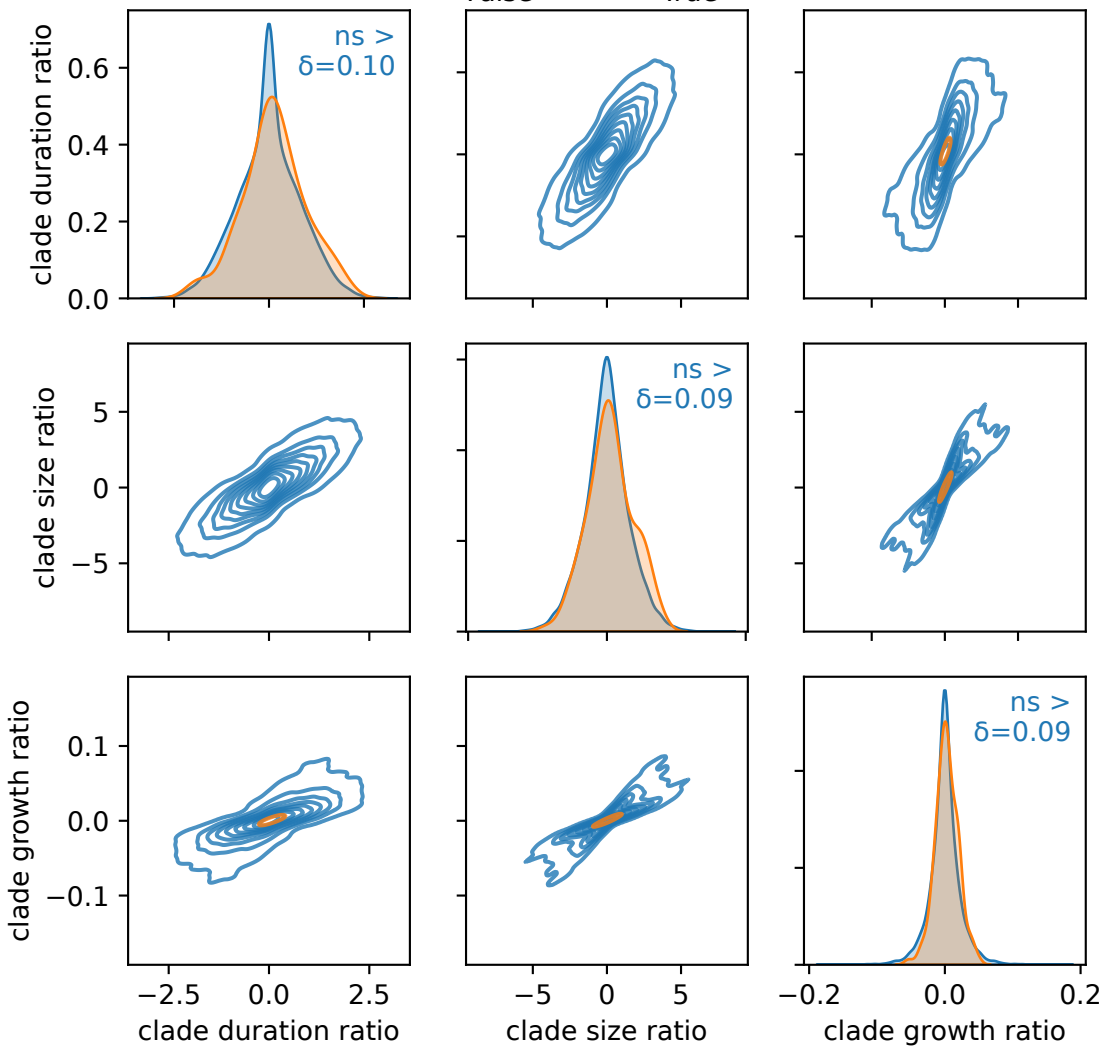 clade duration ratio
0.6
0.4
0.2
0.0
ns >
δ=0.10
clade size ratio
5
0
−5
ns >
δ=0.09
clade growth ratio
0.1
0.0
−0.1
ns >
δ=0.09
−2.5 0.0 2.5
−5 0 5
−0.2 0.0 0.2
clade duration ratio
clade size ratio
clade growth ratio